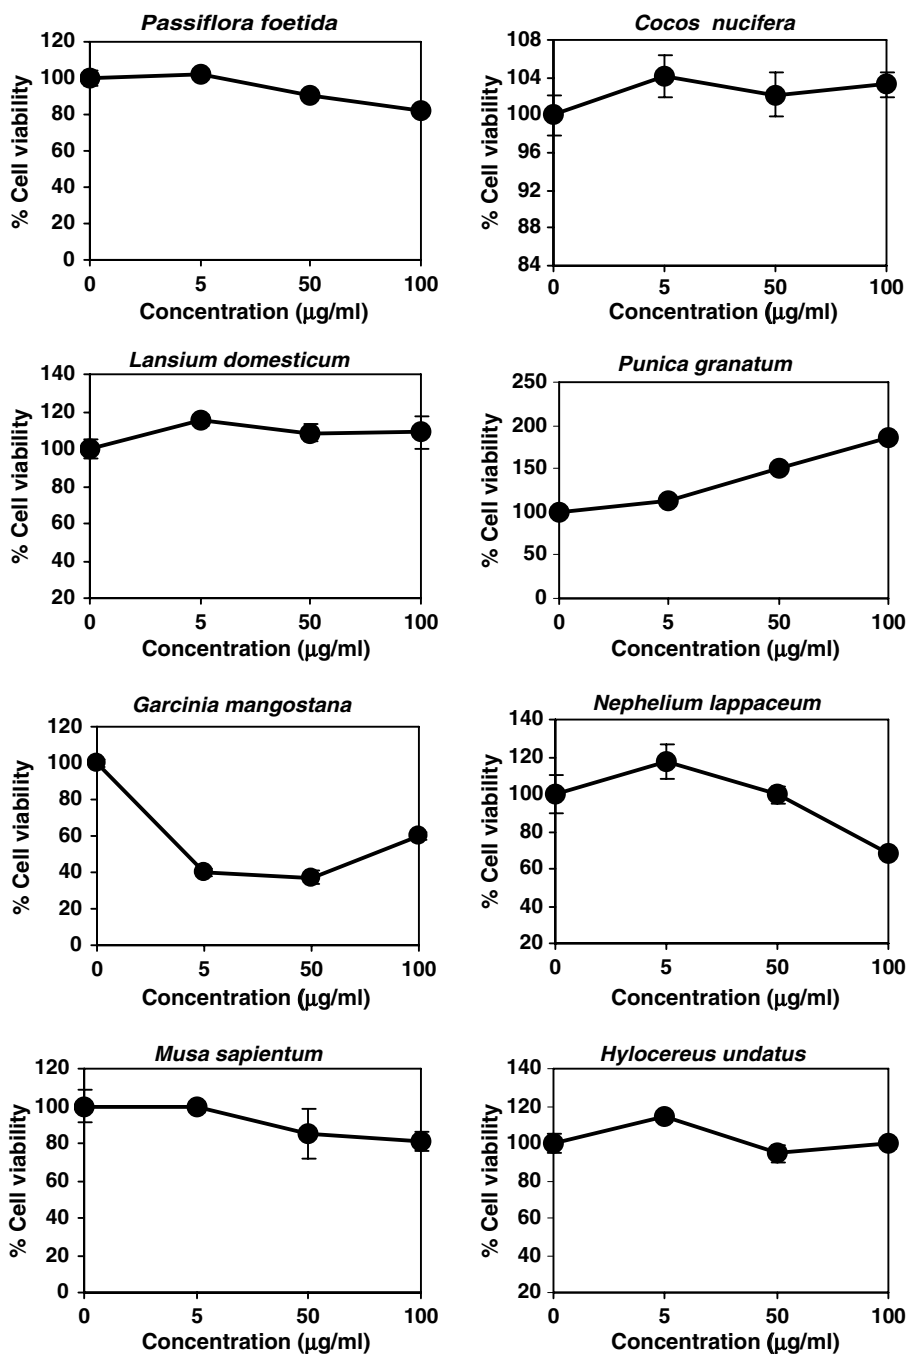 Passiflora foetida
120
100
80
60
40
20
0
% Cell viability
0 5 50 100
Concentration (μg/ml)
Cocos nucifera
108
104
100
96
92
88
84
% Cell viability
0 5 50 100
Concentration (μg/ml)
Lansium domesticum
140
120
100
80
60
40
20
% Cell viability
0 5 50 100
Concentration (μg/ml)
Punica granatum
250
200
150
100
50
0
% Cell viability
0 5 50 100
Concentration (μg/ml)
Garcinia mangostana
120
100
80
60
40
20
0
% Cell viability
0 5 50 100
Concentration (μg/ml)
Nephelium lappaceum
140
120
100
80
60
40
20
% Cell viability
0 5 50 100
Concentration (μg/ml)
Musa sapientum
120
100
80
60
40
20
0
% Cell viability
0 5 50 100
Concentration (μg/ml)
Hylocereus undatus
140
120
100
80
60
40
20
% Cell viability
0 5 50 100
Concentration (μg/ml)